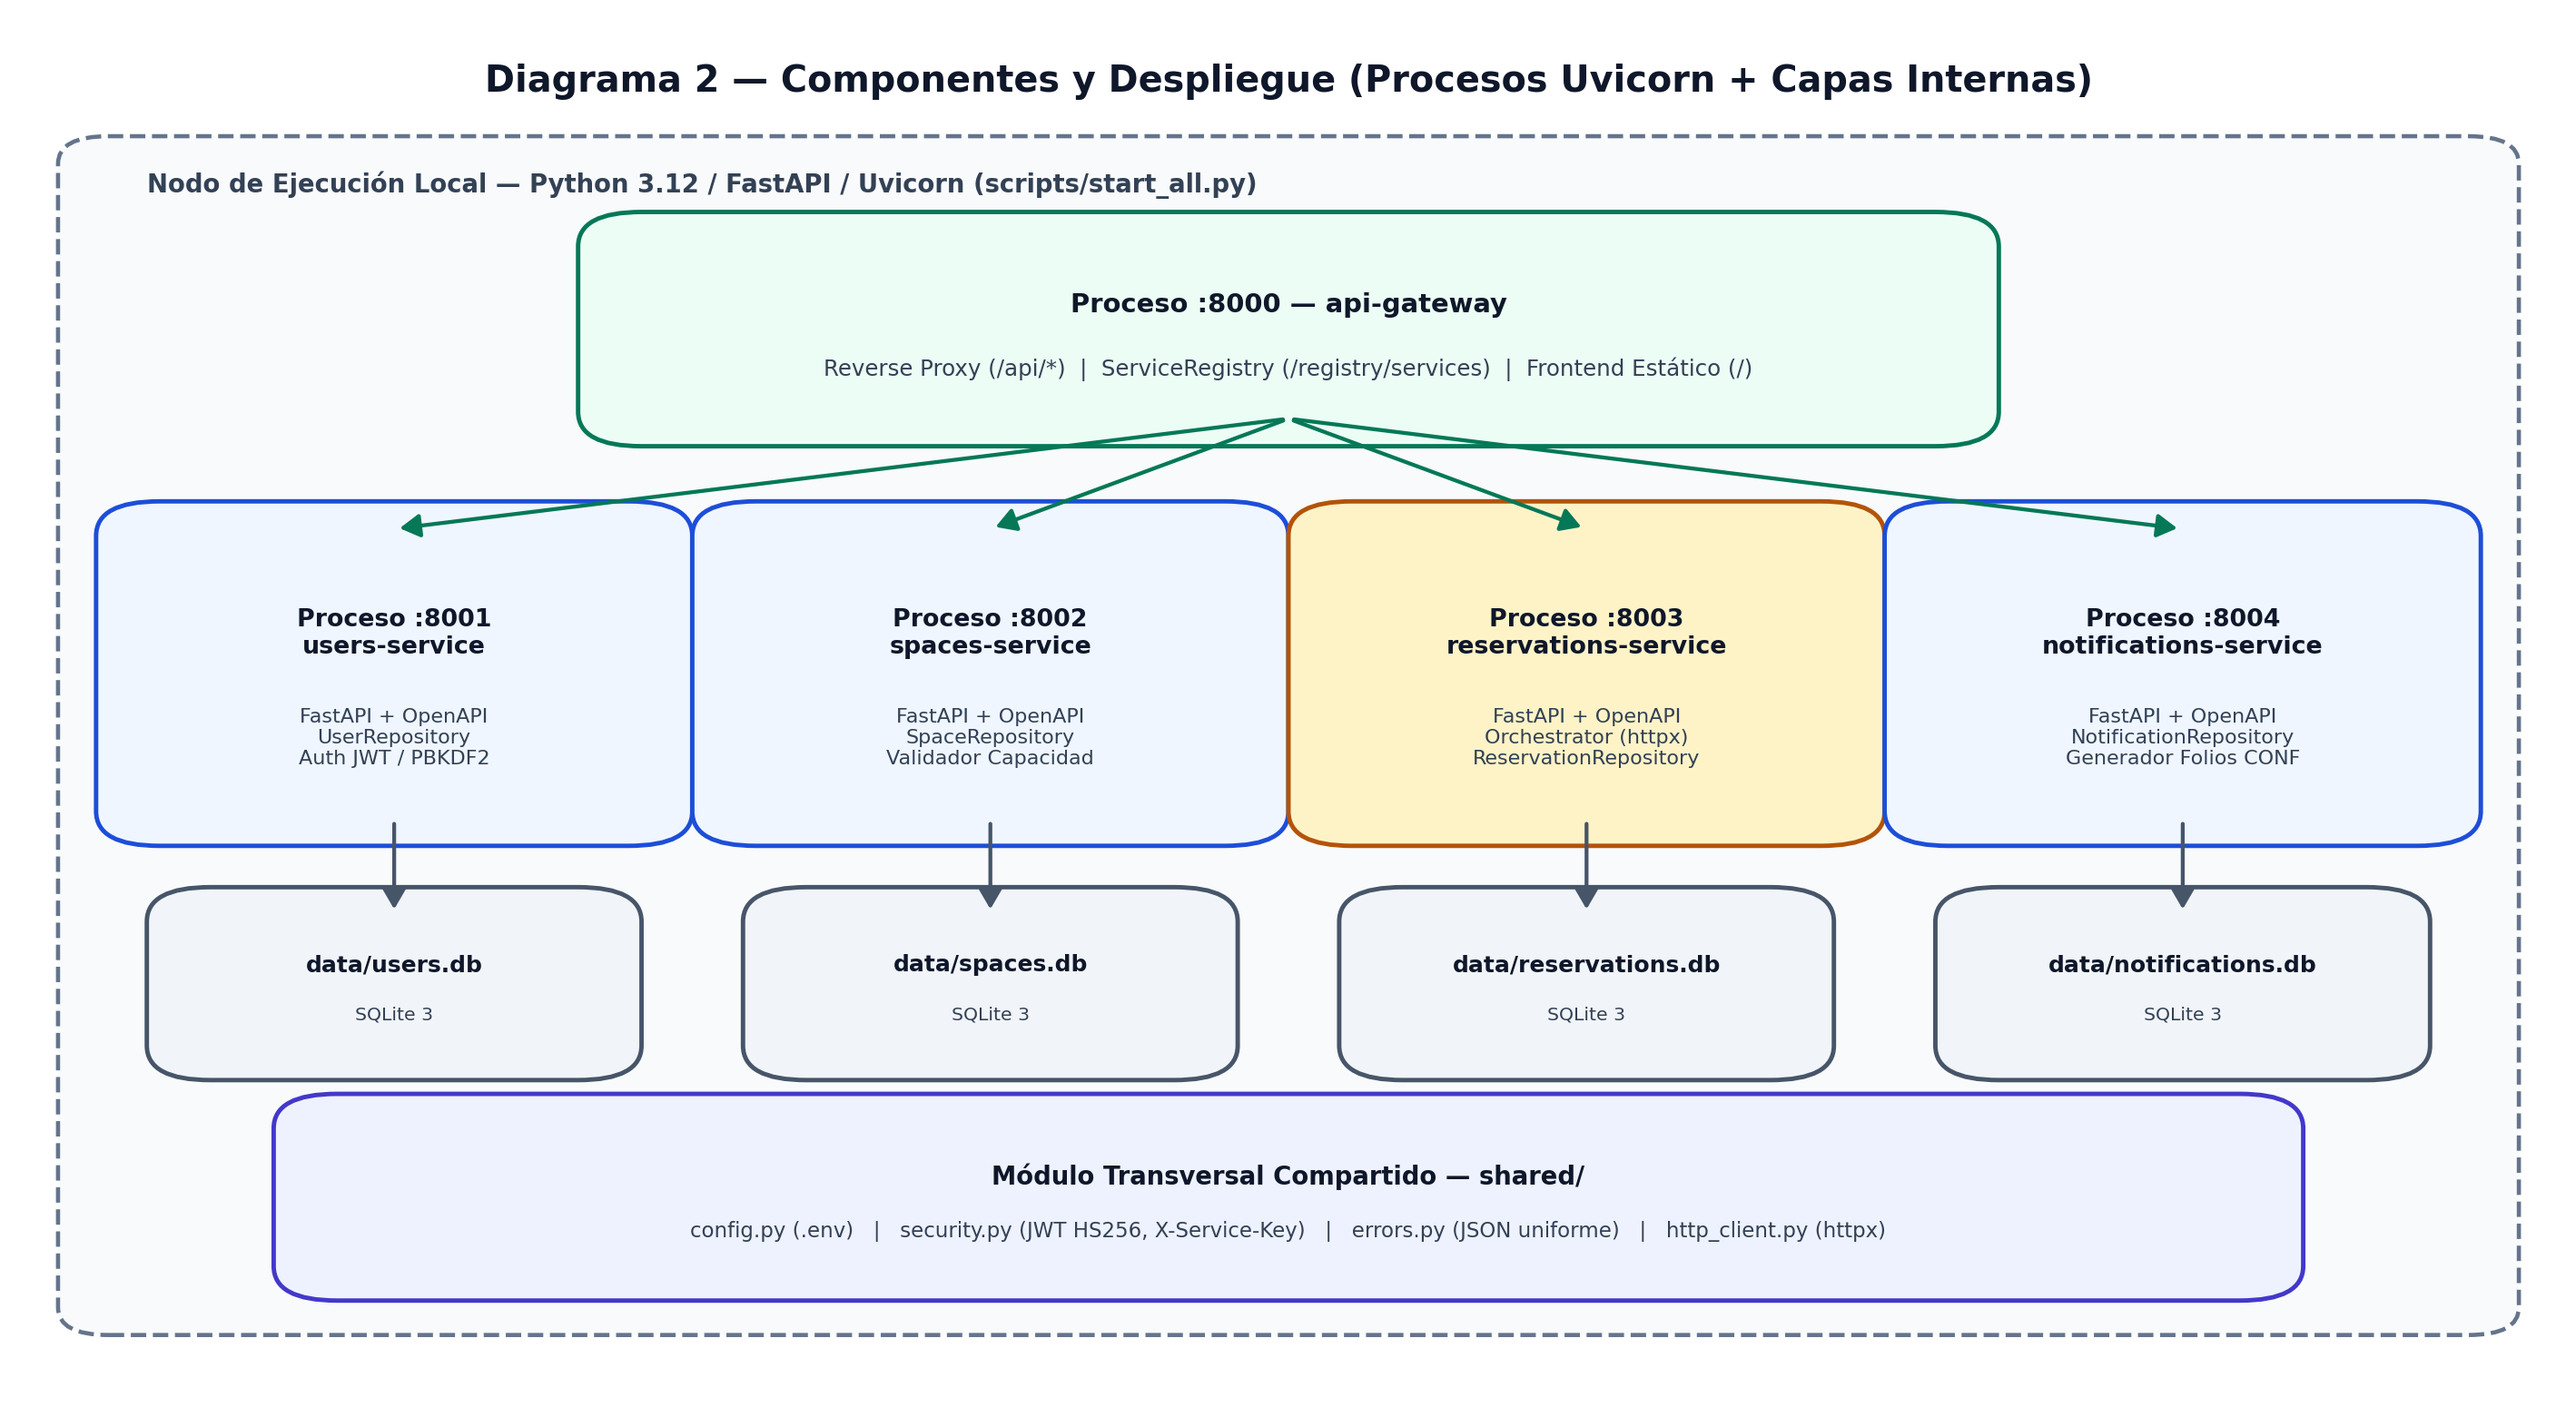 Diagrama 2 — Componentes y Despliegue (Procesos Uvicorn + Capas Internas)
Nodo de Ejecución Local — Python 3.12 / FastAPI / Uvicorn (scripts/start_all.py)
Proceso :8000 — api-gateway
Reverse Proxy (/api/*) | ServiceRegistry (/registry/services) | Frontend Estático (/)
Proceso :8001
users-service
FastAPI + OpenAPI
UserRepository
Auth JWT / PBKDF2
Proceso :8002
spaces-service
FastAPI + OpenAPI
SpaceRepository
Validador Capacidad
Proceso :8003
reservations-service
FastAPI + OpenAPI
Orchestrator (httpx)
ReservationRepository
Proceso :8004
notifications-service
FastAPI + OpenAPI
NotificationRepository
Generador Folios CONF
data/users.db
SQLite 3
data/spaces.db
SQLite 3
data/reservations.db
SQLite 3
data/notifications.db
SQLite 3
Módulo Transversal Compartido — shared/
config.py (.env) | security.py (JWT HS256, X-Service-Key) | errors.py (JSON uniforme) | http_client.py (httpx)